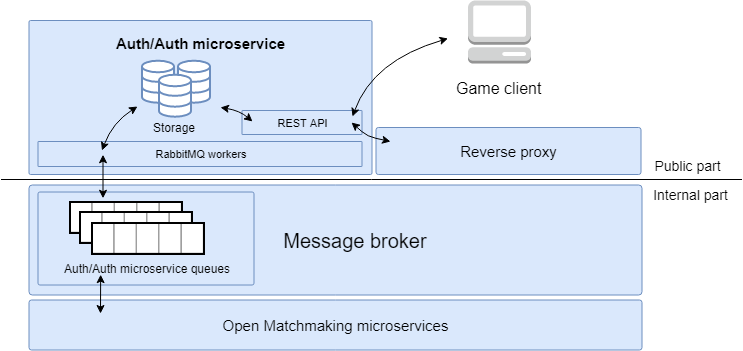 Auth/Auth microservice
Storage
REST API
RabbitMQ workers
Game client
Reverse proxy
Public part
Internal part
Auth/Auth microservice queues
Message broker
Open Matchmaking microservices